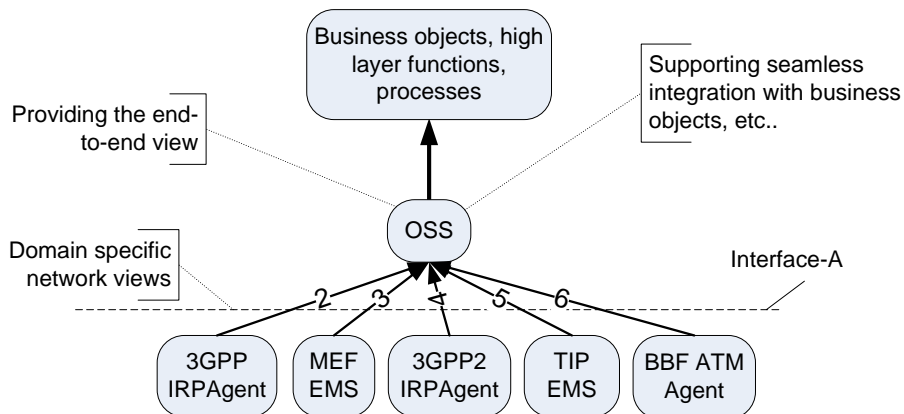 Business objects, high
layer functions,
processes
Supporting seamless
integration with business
objects, etc..
Providing the end-
to-end view
OSS
Domain specific
network views
Interface-A
2
3
4
5
6
3GPP
IRPAgent
MEF
EMS
3GPP2
IRPAgent
TIP
EMS
BBF ATM
Agent